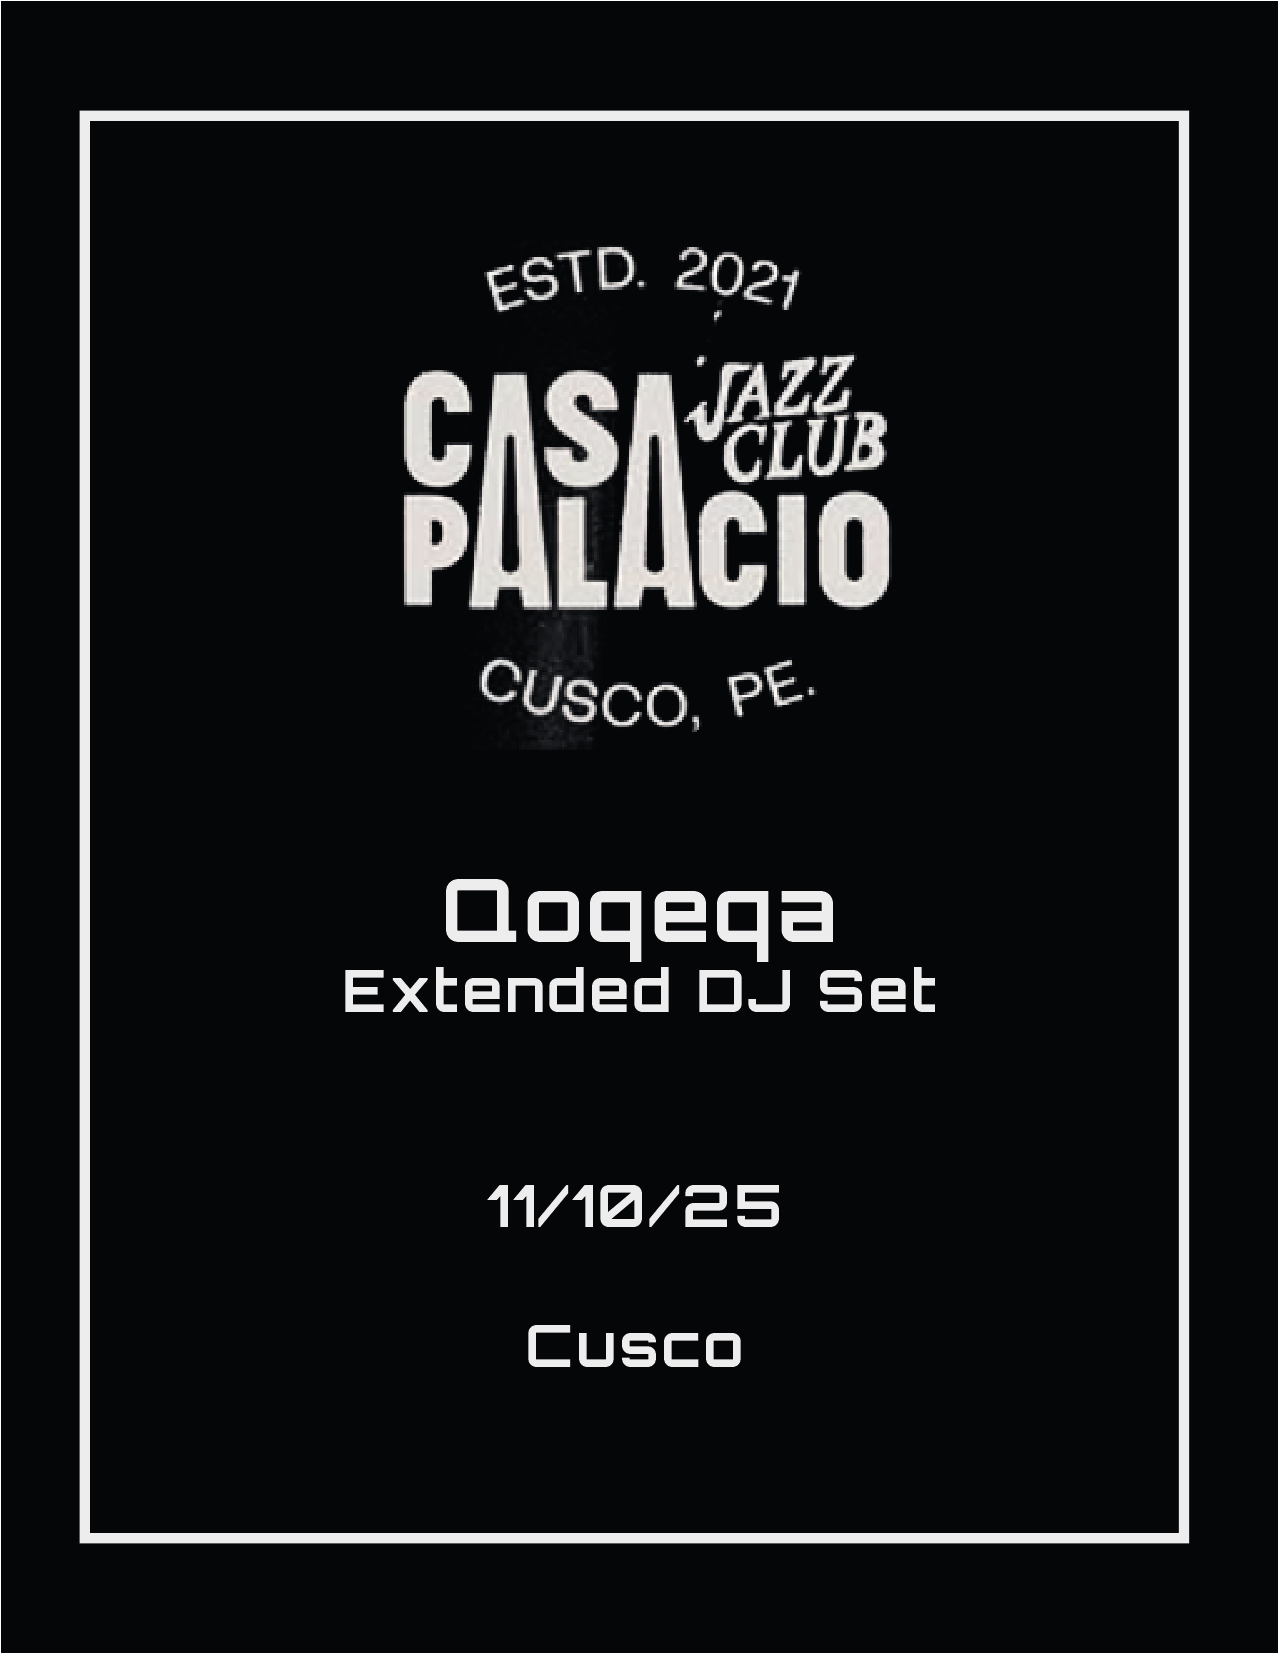 ESTD. 2021
CASA JAZZ CLUB
PALACIO
CUSCO, PE.
Qoqeqa
Extended DJ Set
11/10/25
Cusco